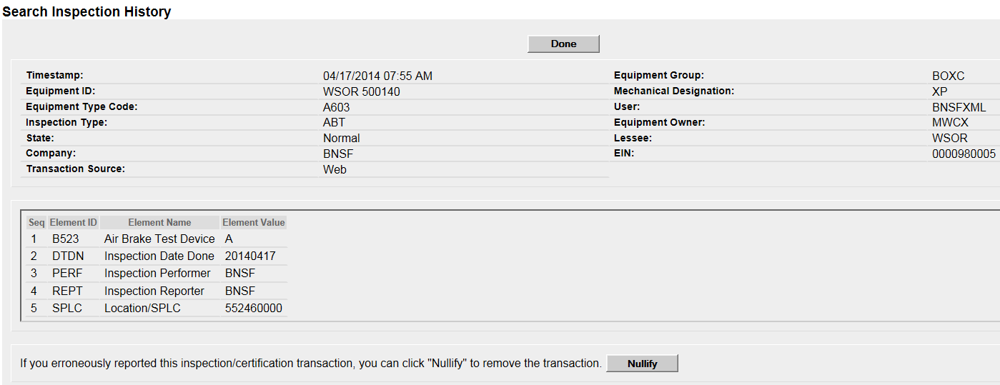 Search Inspection History
Done
Timestamp: 04/17/2014 07:55 AM Equipment Group: BOXC
Equipment ID: WSOR 500140 Mechanical Designation: XP
Equipment Type Code: A603 User: BNSFXML
Inspection Type: ABT Equipment Owner: MWCX
State: Normal Lessee: WSOR
Company: BNSF EIN: 0000980005
Transaction Source: Web
Seq Element ID Element Name Element Value
1 B523 Air Brake Test Device A
2 DTDN Inspection Date Done 20140417
3 PERF Inspection Performer BNSF
4 REPT Inspection Reporter BNSF
5 SPLC Location/SPLC 552460000
If you erroneously reported this inspection/certification transaction, you can click "Nullify" to remove the transaction. Nullify